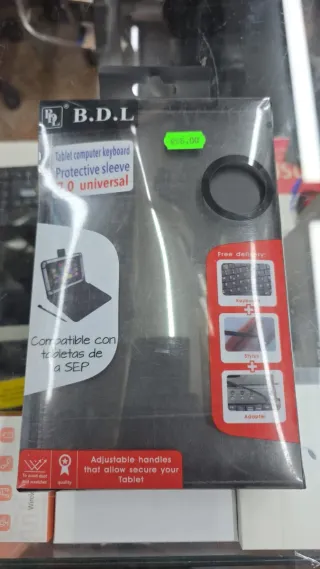 B.D.L
Tablet computer keyboard
Protective sleeve
7.0 universal
Free delivery:
Keyboard
+
Stylus
+
Adapter
Compatible con
tabletas de
la SEP
quality
Adjustable handles
that allow secure your
Tablet